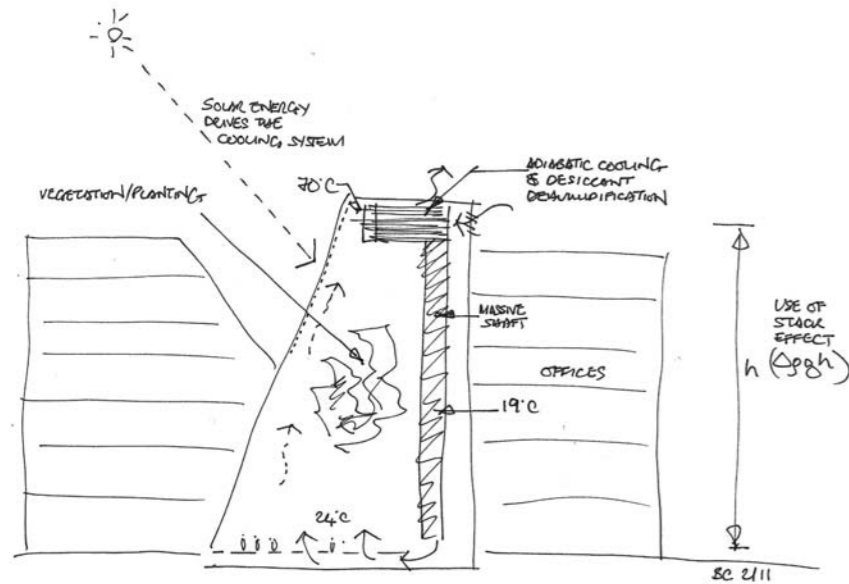 SOLAR ENERGY
DRIVES THE
COOLING SYSTEM
VEGETATION/PLANTING
70°C
ADIABATIC COOLING
& DESICCANT
DEHUMIDIFICATION
MASSIVE
SHAFT
USE OF
STACK
EFFECT
h (Δρgh)
OFFICES
19°C
24°C
BC 2/11